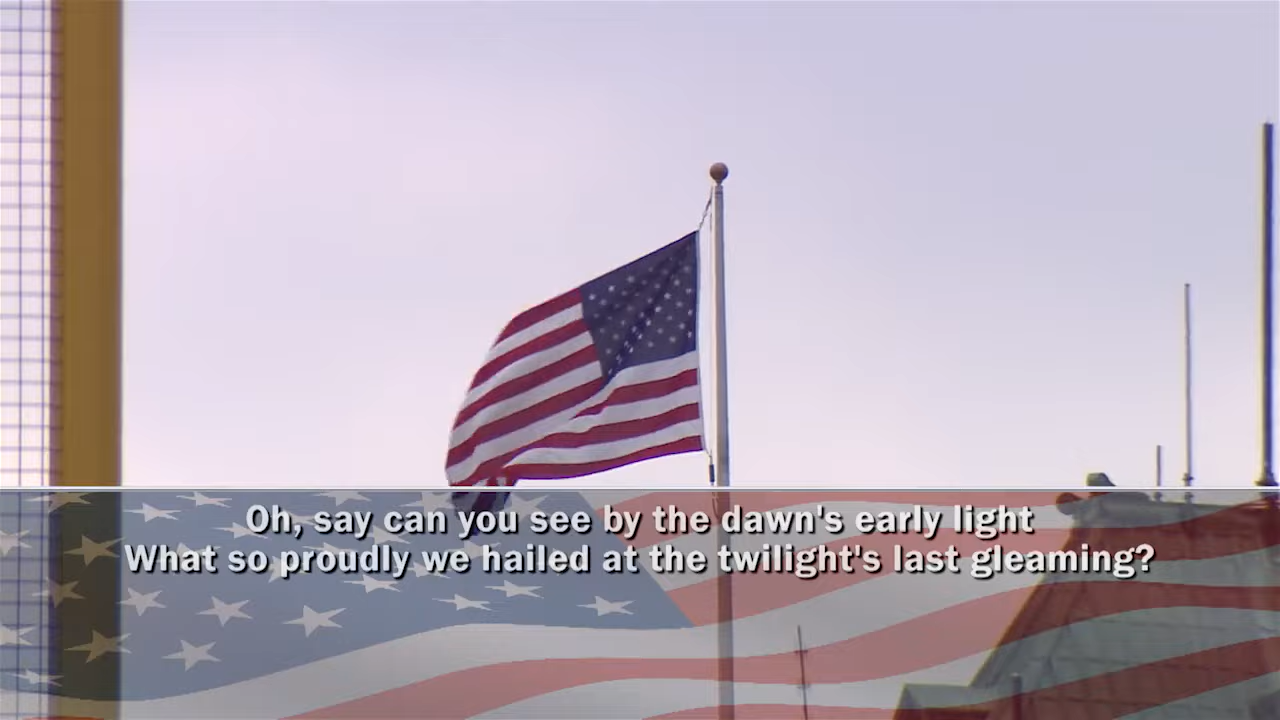 Oh, say can you see by the dawn's early light
What so proudly we hailed at the twilight's last gleaming?